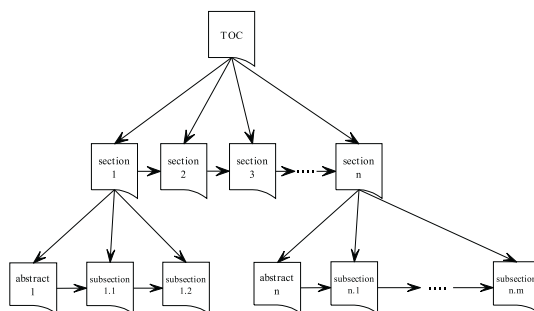 TOC
section
1
section
2
section
3
section
n
abstract
1
subsection
1.1
subsection
1.2
abstract
n
subsection
n.1
subsection
n.m